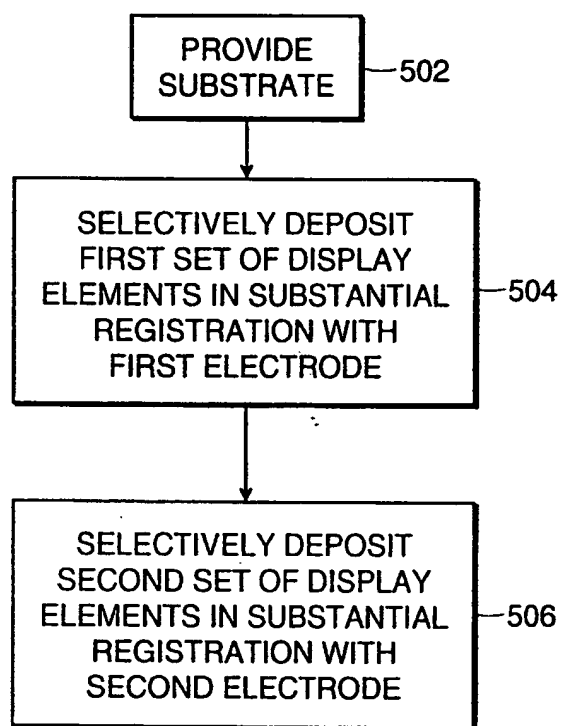 PROVIDE
SUBSTRATE
502
SELECTIVELY DEPOSIT
FIRST SET OF DISPLAY
ELEMENTS IN SUBSTANTIAL
REGISTRATION WITH
FIRST ELECTRODE
504
SELECTIVELY DEPOSIT
SECOND SET OF DISPLAY
ELEMENTS IN SUBSTANTIAL
REGISTRATION WITH
SECOND ELECTRODE
506